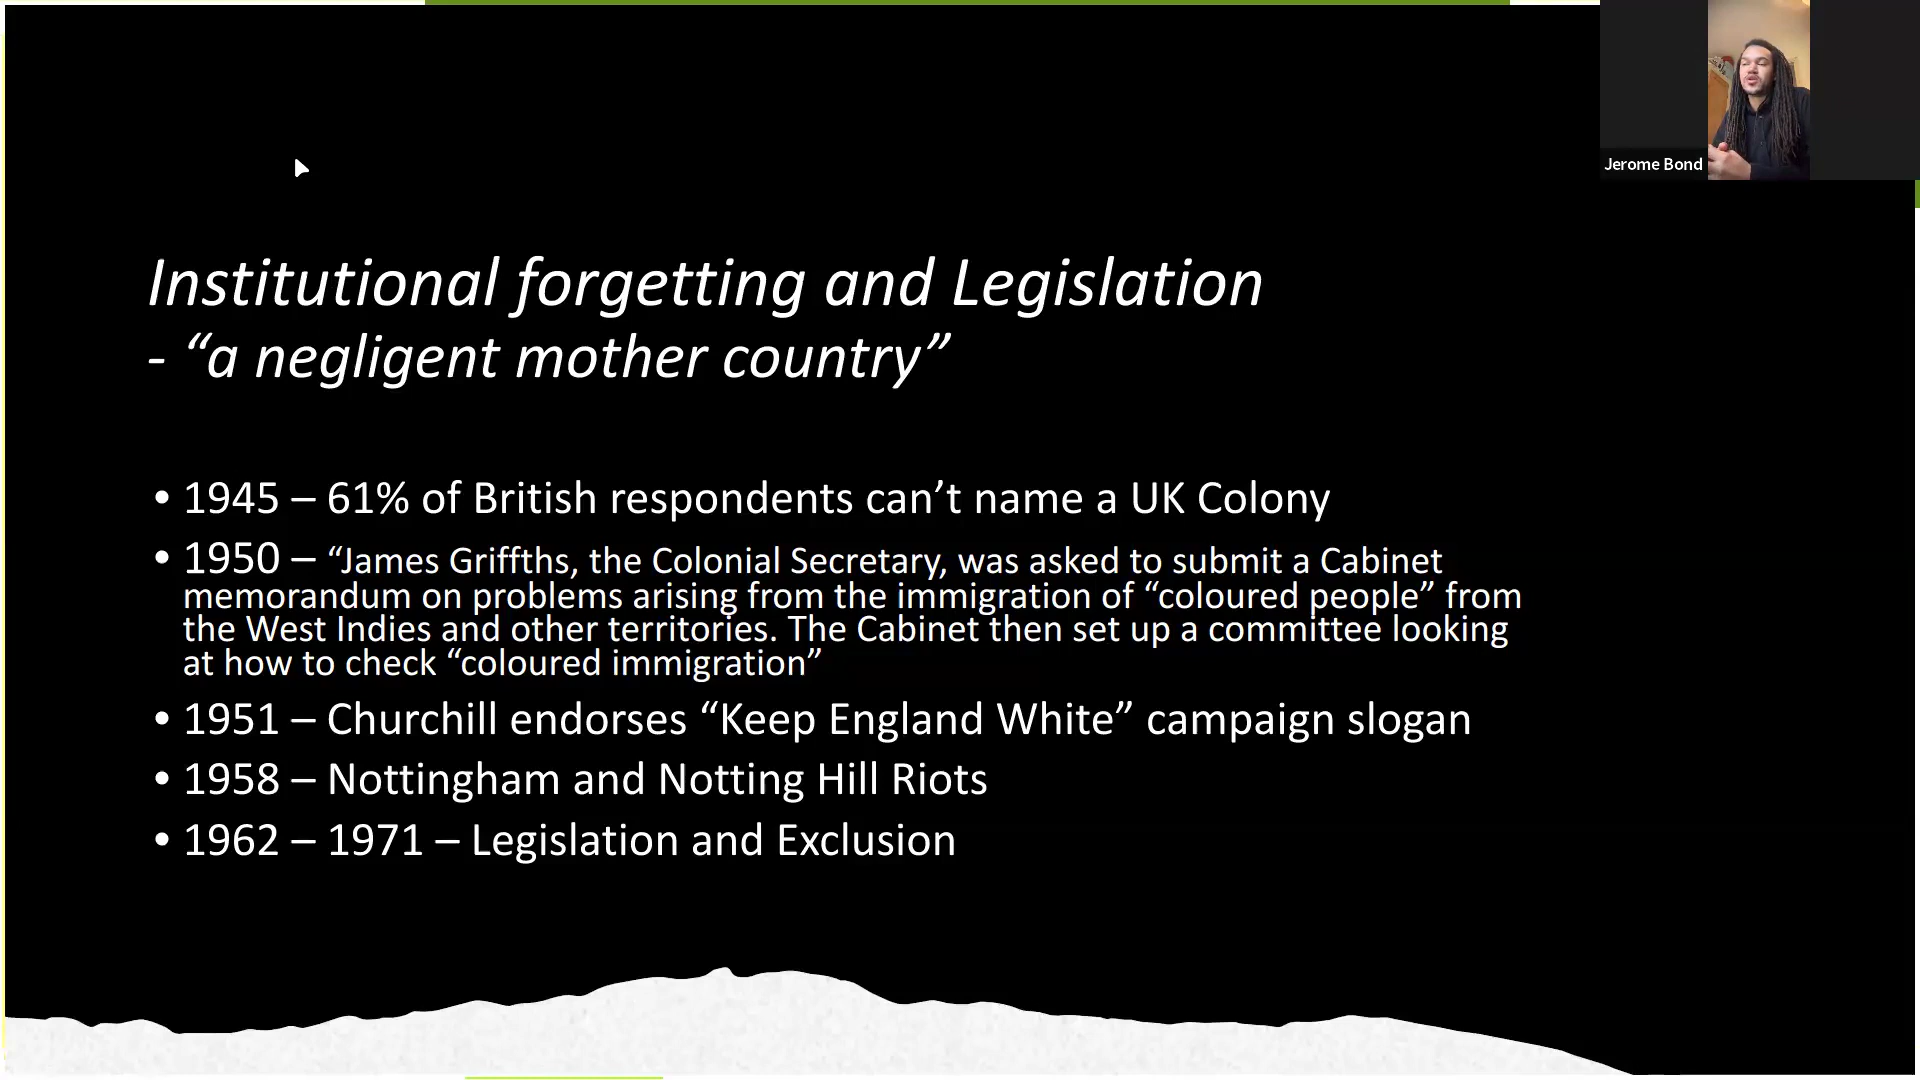 Jerome Bond
Institutional forgetting and Legislation
- “a negligent mother country”
• 1945 – 61% of British respondents can’t name a UK Colony
• 1950 – “James Griffths, the Colonial Secretary, was asked to submit a Cabinet
memorandum on problems arising from the immigration of “coloured people” from
the West Indies and other territories. The Cabinet then set up a committee looking
at how to check “coloured immigration”
• 1951 – Churchill endorses “Keep England White” campaign slogan
• 1958 – Nottingham and Notting Hill Riots
• 1962 – 1971 – Legislation and Exclusion